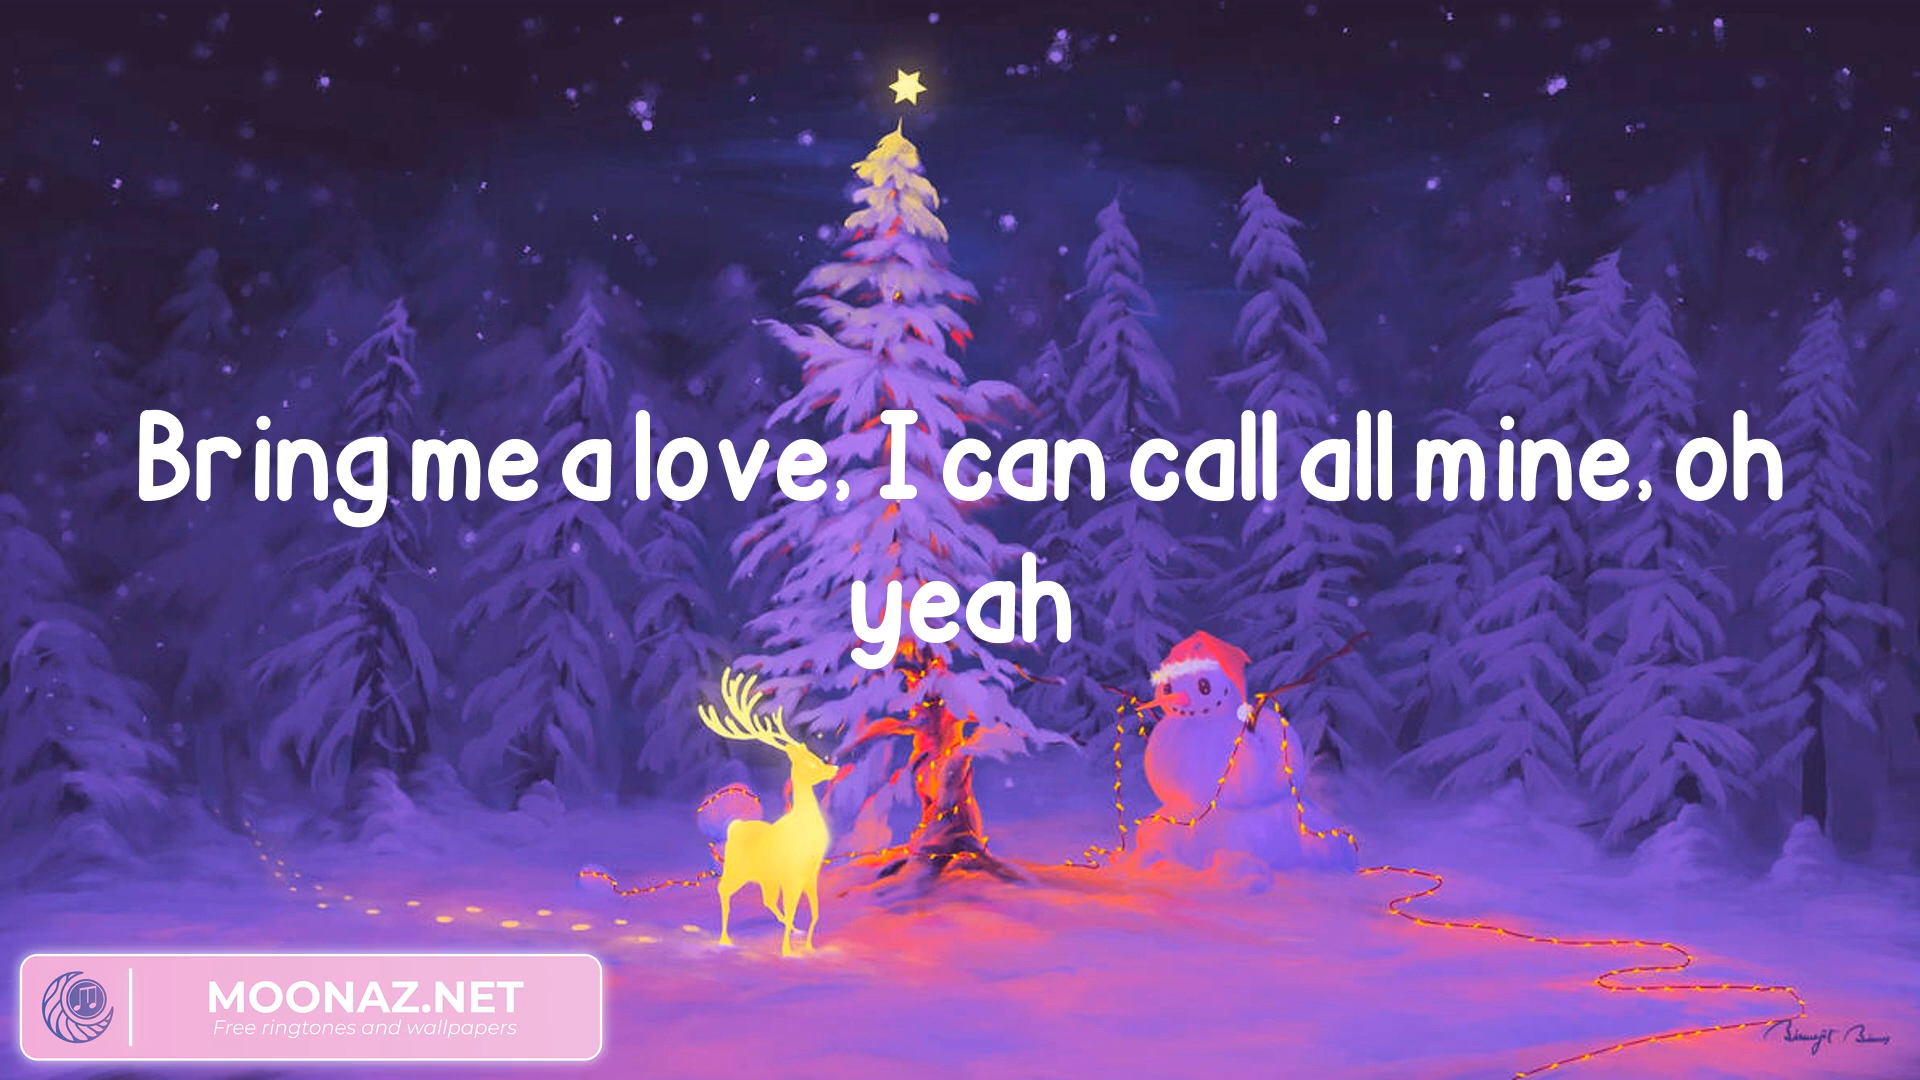 Bring me a love, I can call all mine, oh
yeah
MOONAZ.NET
Free ringtones and wallpapers